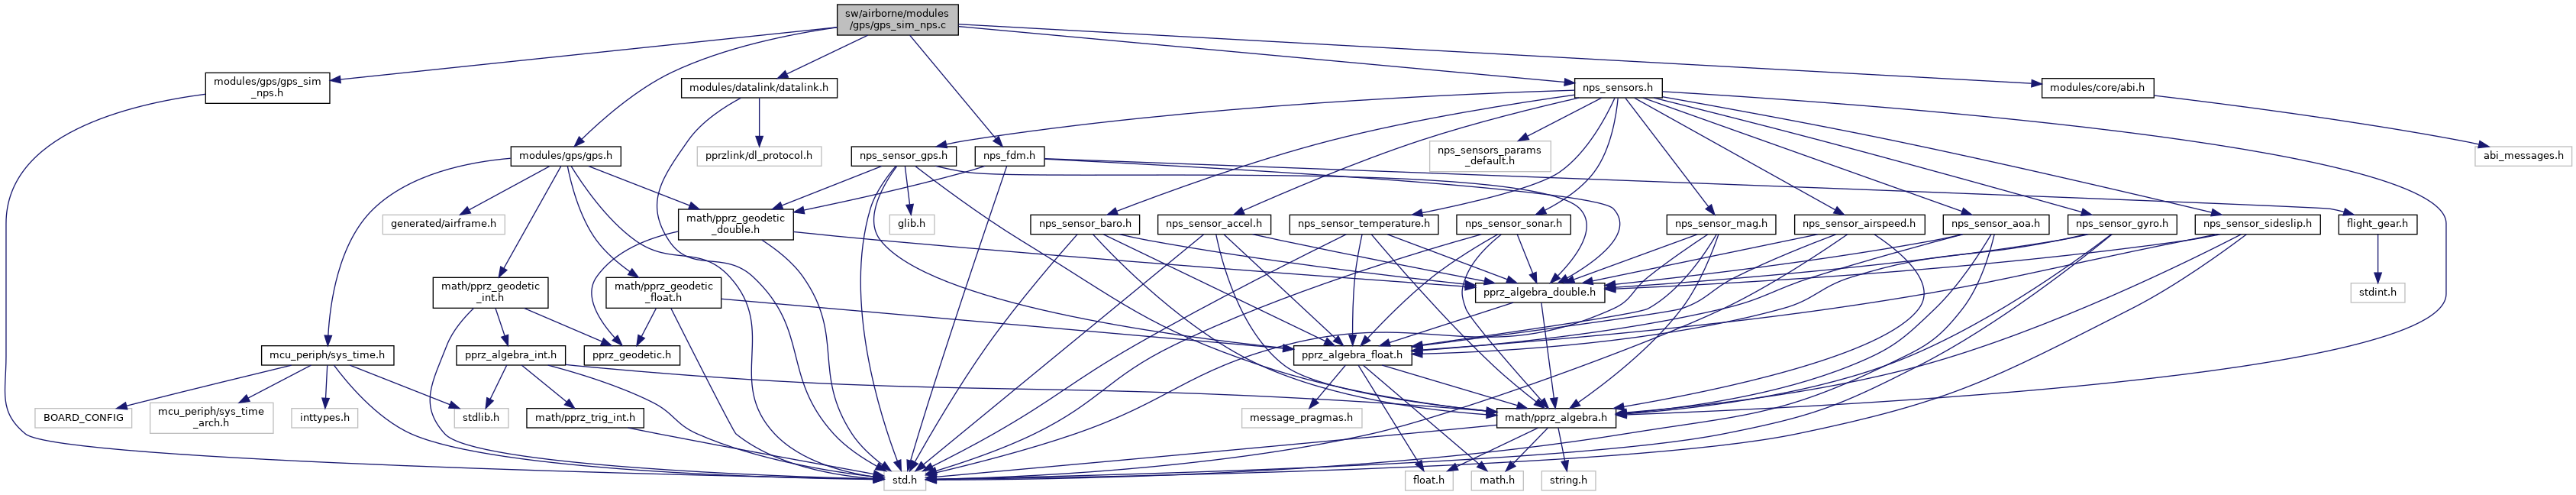 sw/airborne/modules
/gps/gps_sim_nps.c
modules/gps/gps_sim
_nps.h
modules/datalink/datalink.h
nps_sensors.h
modules/core/abi.h
modules/gps/gps.h
pprzlink/dl_protocol.h
nps_sensor_gps.h
nps_fdm.h
nps_sensors_params
_default.h
abi_messages.h
generated/airframe.h
math/pprz_geodetic
_double.h
glib.h
nps_sensor_baro.h
nps_sensor_accel.h
nps_sensor_temperature.h
nps_sensor_sonar.h
nps_sensor_mag.h
nps_sensor_airspeed.h
nps_sensor_aoa.h
nps_sensor_gyro.h
nps_sensor_sideslip.h
flight_gear.h
math/pprz_geodetic
_int.h
math/pprz_geodetic
_float.h
pprz_algebra_double.h
stdint.h
mcu_periph/sys_time.h
pprz_algebra_int.h
pprz_geodetic.h
pprz_algebra_float.h
BOARD_CONFIG
mcu_periph/sys_time
_arch.h
inttypes.h
stdlib.h
math/pprz_trig_int.h
message_pragmas.h
math/pprz_algebra.h
std.h
float.h
math.h
string.h